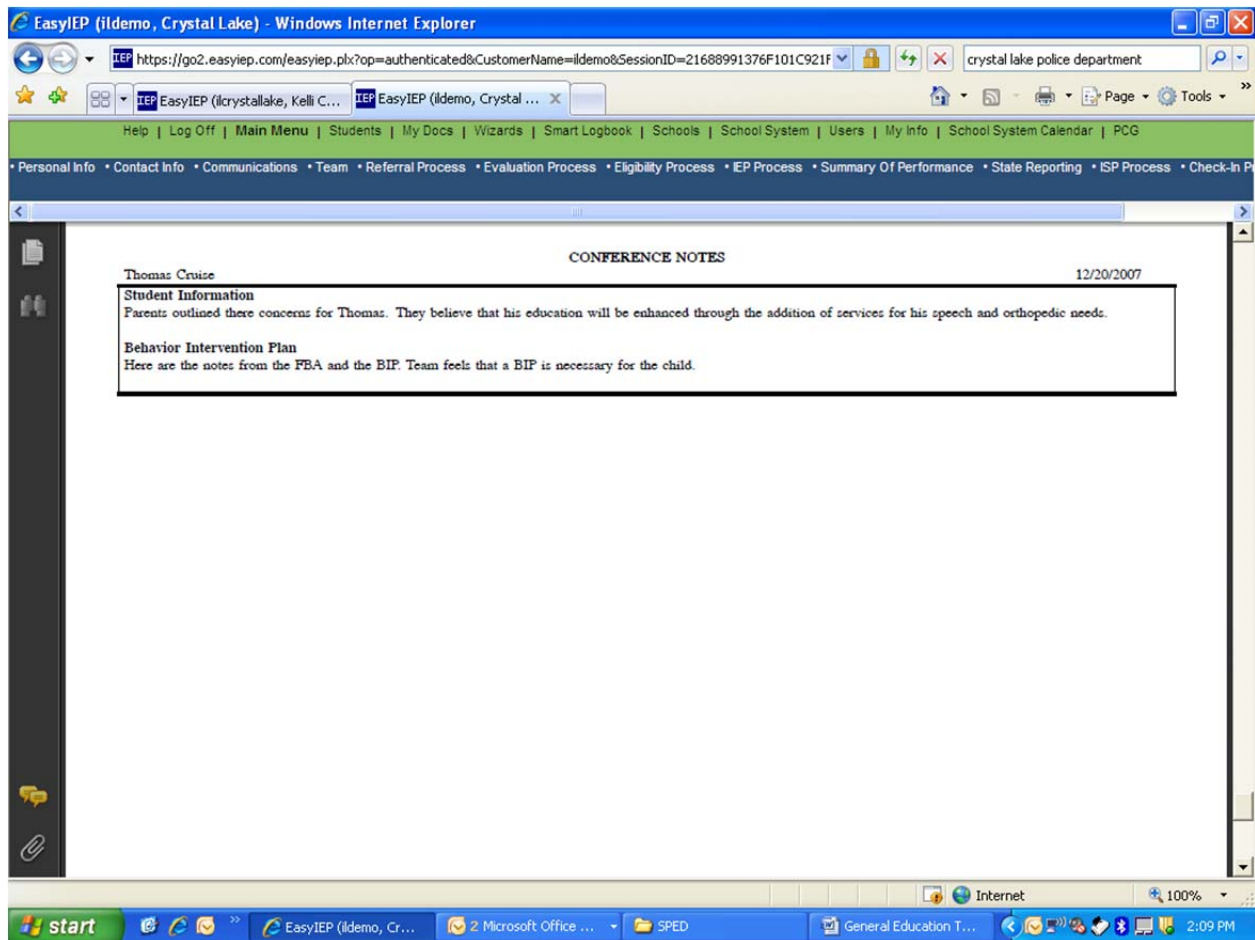 EasyIEP (ildemo, Crystal Lake) - Windows Internet Explorer
IEP https://go2.easyiep.com/easyiep.plx?op=authenticated&CustomerName=ildemo&SessionID=21688991376F101C921F crystal lake police department
IEP EasyIEP (ilcrystallake, Kelli C... IEP EasyIEP (ildemo, Crystal ... X Page Tools »
Help | Log Off | Main Menu | Students | My Docs | Wizards | Smart Logbook | Schools | School System | Users | My Info | School System Calendar | PCG
• Personal Info • Contact Info • Communications • Team • Referral Process • Evaluation Process • Eligibility Process • IEP Process • Summary Of Performance • State Reporting • ISP Process • Check-In P
CONFERENCE NOTES
Thomas Cruise 12/20/2007
Student Information
Parents outlined there concerns for Thomas. They believe that his education will be enhanced through the addition of services for his speech and orthopedic needs.
Behavior Intervention Plan
Here are the notes from the FBA and the BIP. Team feels that a BIP is necessary for the child.
Internet 100%
start » EasyIEP (ildemo, Cr... 2 Microsoft Office ... SPED General Education T... 2:09 PM